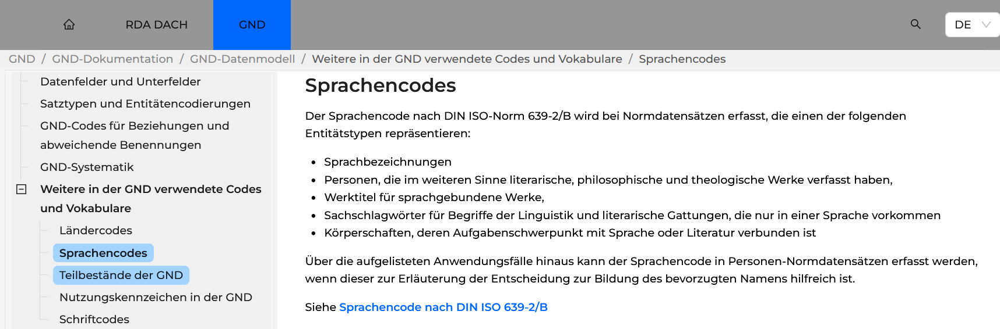 RDA DACH GND DE
GND / GND-Dokumentation / GND-Datenmodell / Weitere in der GND verwendete Codes und Vokabulare / Sprachencodes
Datenfelder und Unterfelder
Satztypen und Entitätencodierungen
GND-Codes für Beziehungen und
abweichende Benennungen
GND-Systematik
Weitere in der GND verwendete Codes
und Vokabulare
Ländercodes
Sprachencodes
Teilbestände der GND
Nutzungskennzeichen in der GND
Schriftcodes
Sprachencodes
Der Sprachencode nach DIN ISO-Norm 639-2/B wird bei Normdatensätzen erfasst, die einen der folgenden
Entitätstypen repräsentieren:
• Sprachbezeichnungen
• Personen, die im weiteren Sinne literarische, philosophische und theologische Werke verfasst haben,
• Werktitel für sprachgebundene Werke,
• Sachschlagwörter für Begriffe der Linguistik und literarische Gattungen, die nur in einer Sprache vorkommen
• Körperschaften, deren Aufgabenschwerpunkt mit Sprache oder Literatur verbunden ist
Über die aufgelisteten Anwendungsfälle hinaus kann der Sprachencode in Personen-Normdatensätzen erfasst werden,
wenn dieser zur Erläuterung der Entscheidung zur Bildung des bevorzugten Namens hilfreich ist.
Siehe Sprachencode nach DIN ISO 639-2/B